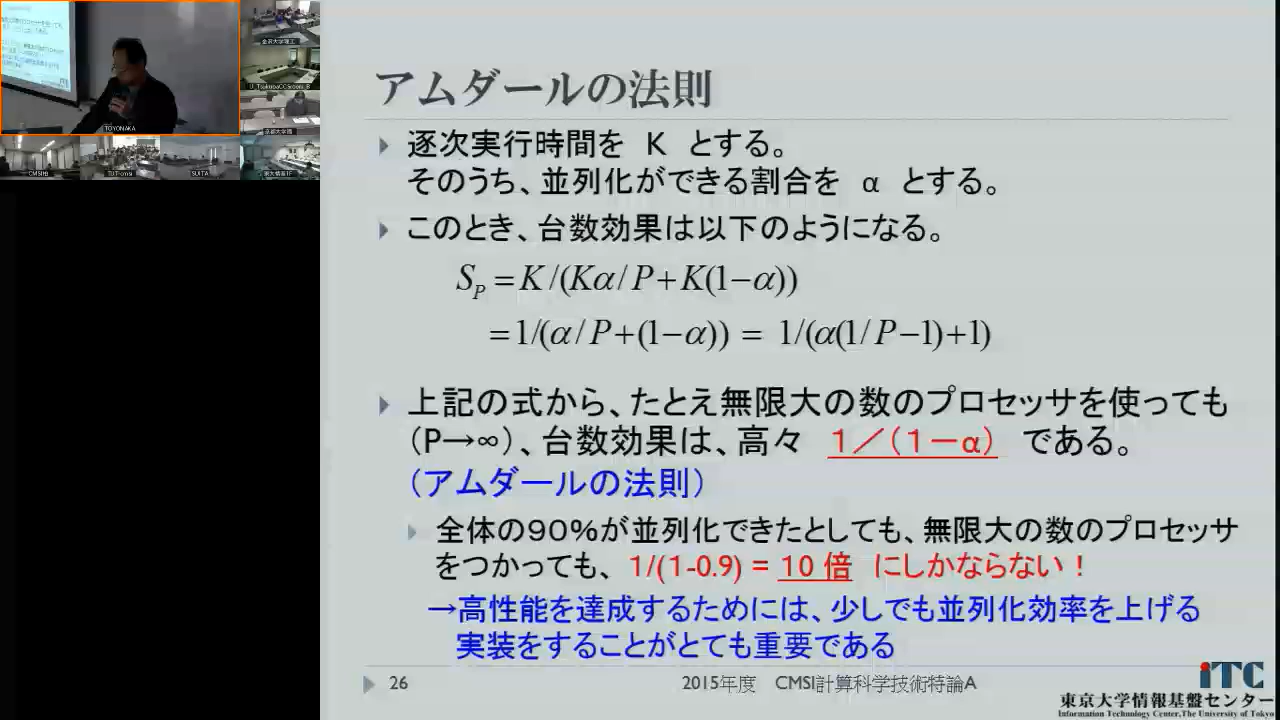 アムダールの法則
逐次実行時間を K とする。
そのうち、並列化ができる割合を α とする。
このとき、台数効果は以下のようになる。
S_P = K/(Kα/P+K(1−α))
=1/(α/P+(1−α)) = 1/(α(1/P−1)+1)
上記の式から、たとえ無限大の数のプロセッサを使っても
(P→∞)、台数効果は、高々 1/(1-α) である。
(アムダールの法則)
全体の90%が並列化できたとしても、無限大の数のプロセッサ
をつかっても、 1/(1-0.9) = 10 倍 にしかならない!
→高性能を達成するためには、少しでも並列化効率を上げる
実装をすることがとても重要である
26
2015年度 CMSI計算科学技術特論A
iTC
東京大学情報基盤センター
Information Technology Center, The University of Tokyo
TOYONAKA
金沢大学理工
SUITA